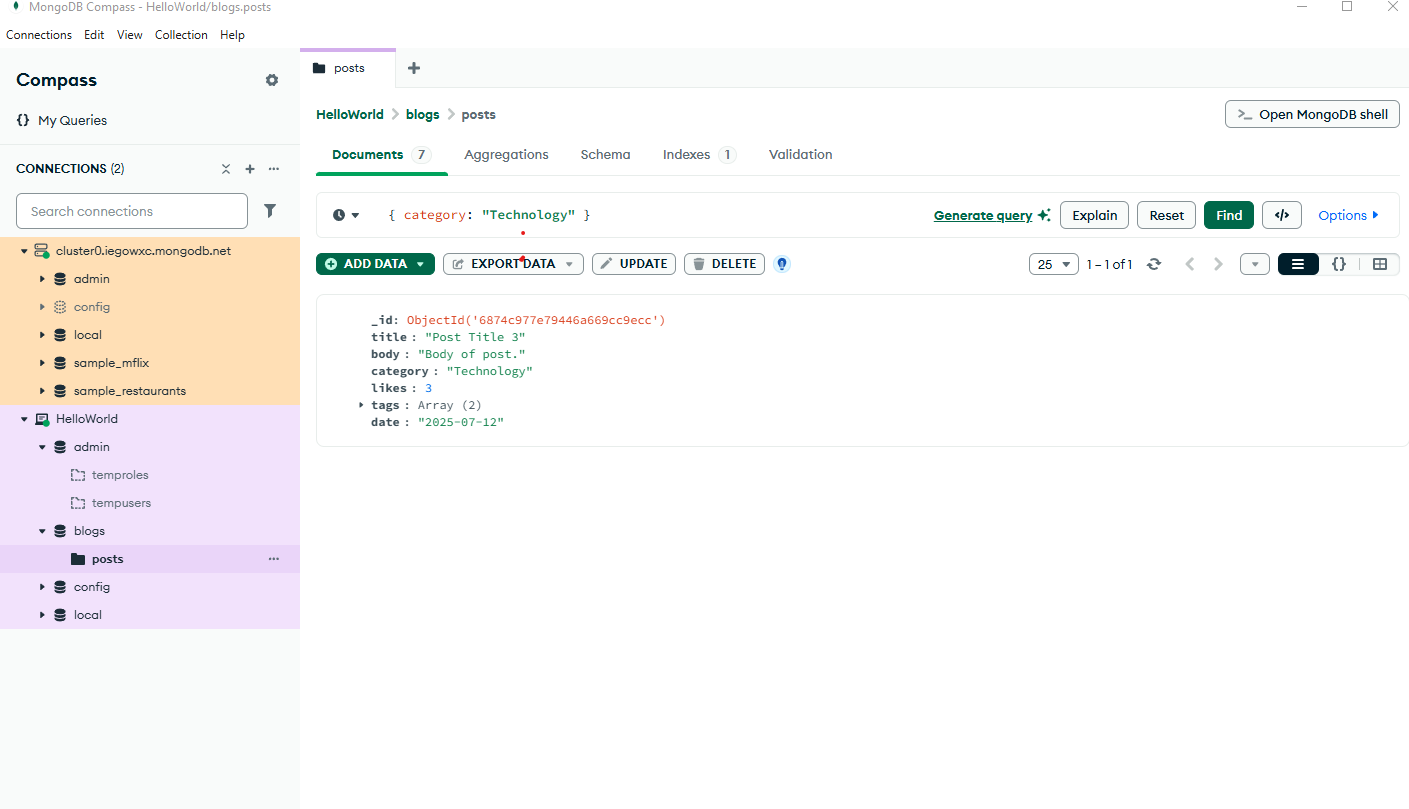 MongoDB Compass - HelloWorld/blogs.posts
Connections Edit View Collection Help
Compass
{} My Queries
CONNECTIONS (2)
Search connections
cluster0.iegowxc.mongodb.net
admin
config
local
sample_mflix
sample_restaurants
HelloWorld
admin
temproles
tempusers
blogs
posts
config
local
posts
HelloWorld > blogs > posts
>_ Open MongoDB shell
Documents 7 Aggregations Schema Indexes 1 Validation
{ category: "Technology" }
Generate query Explain Reset Find </> Options
ADD DATA EXPORT DATA UPDATE DELETE
25 1 – 1 of 1 {}
_id: ObjectId('6874c977e79446a669cc9ecc')
title : "Post Title 3"
body : "Body of post."
category : "Technology"
likes : 3
tags : Array (2)
date : "2025-07-12"